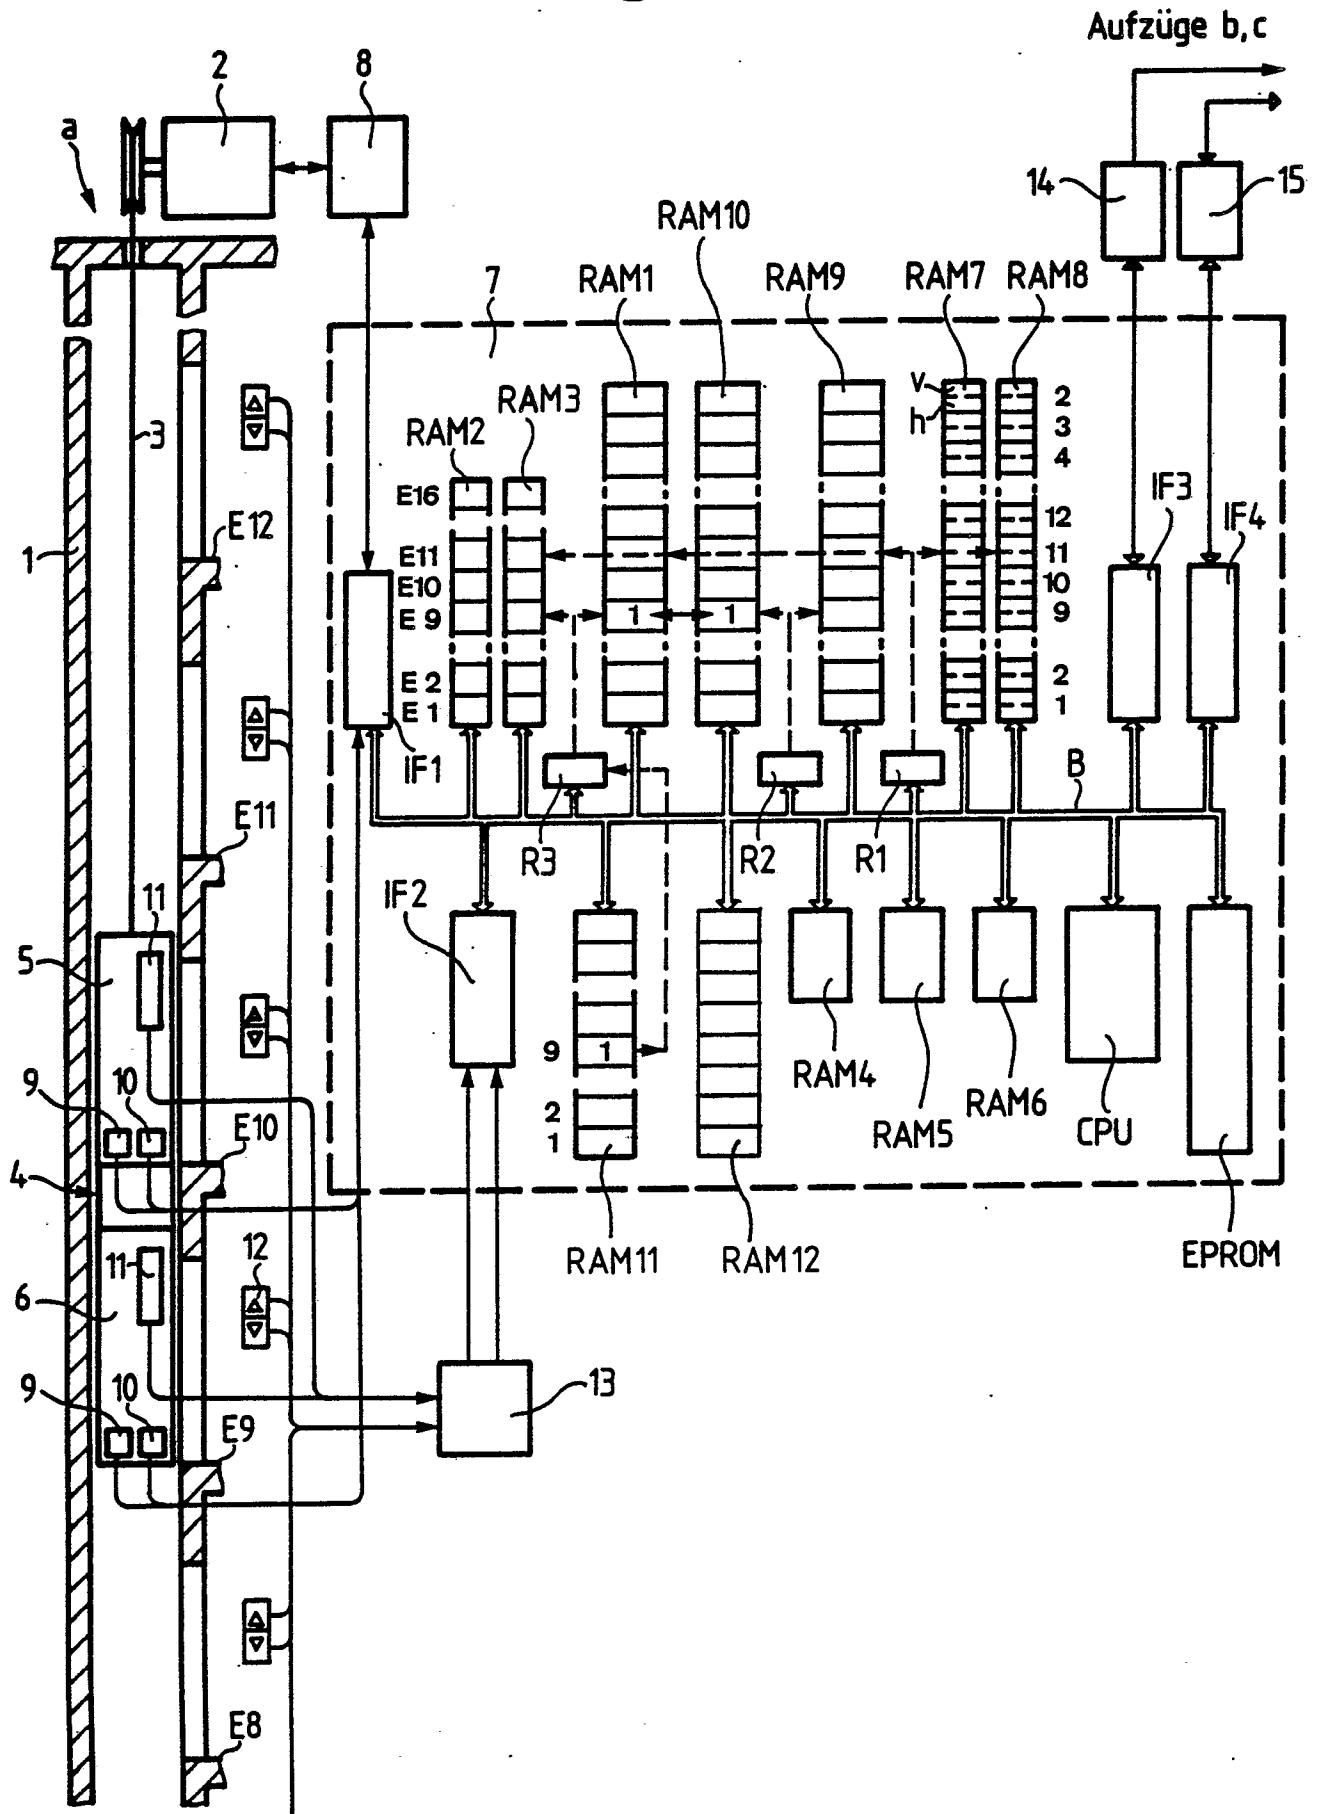 Aufzüge b,c
2
8
a
14
15
RAM10
7
RAM1
RAM9
RAM7
RAM8
RAM3
RAM2
v
h
2
3
4
3
E16
12
IF3
IF4
E12
1
E11
11
E10
10
E9
1
1
9
E2
2
E1
1
IF1
B
E11
R3
R2
R1
11
IF2
5
9
1
RAM4
RAM6
9
10
E10
2
RAM5
CPU
1
4
12
RAM11
RAM12
EPROM
11
6
13
9
10
E9
E8